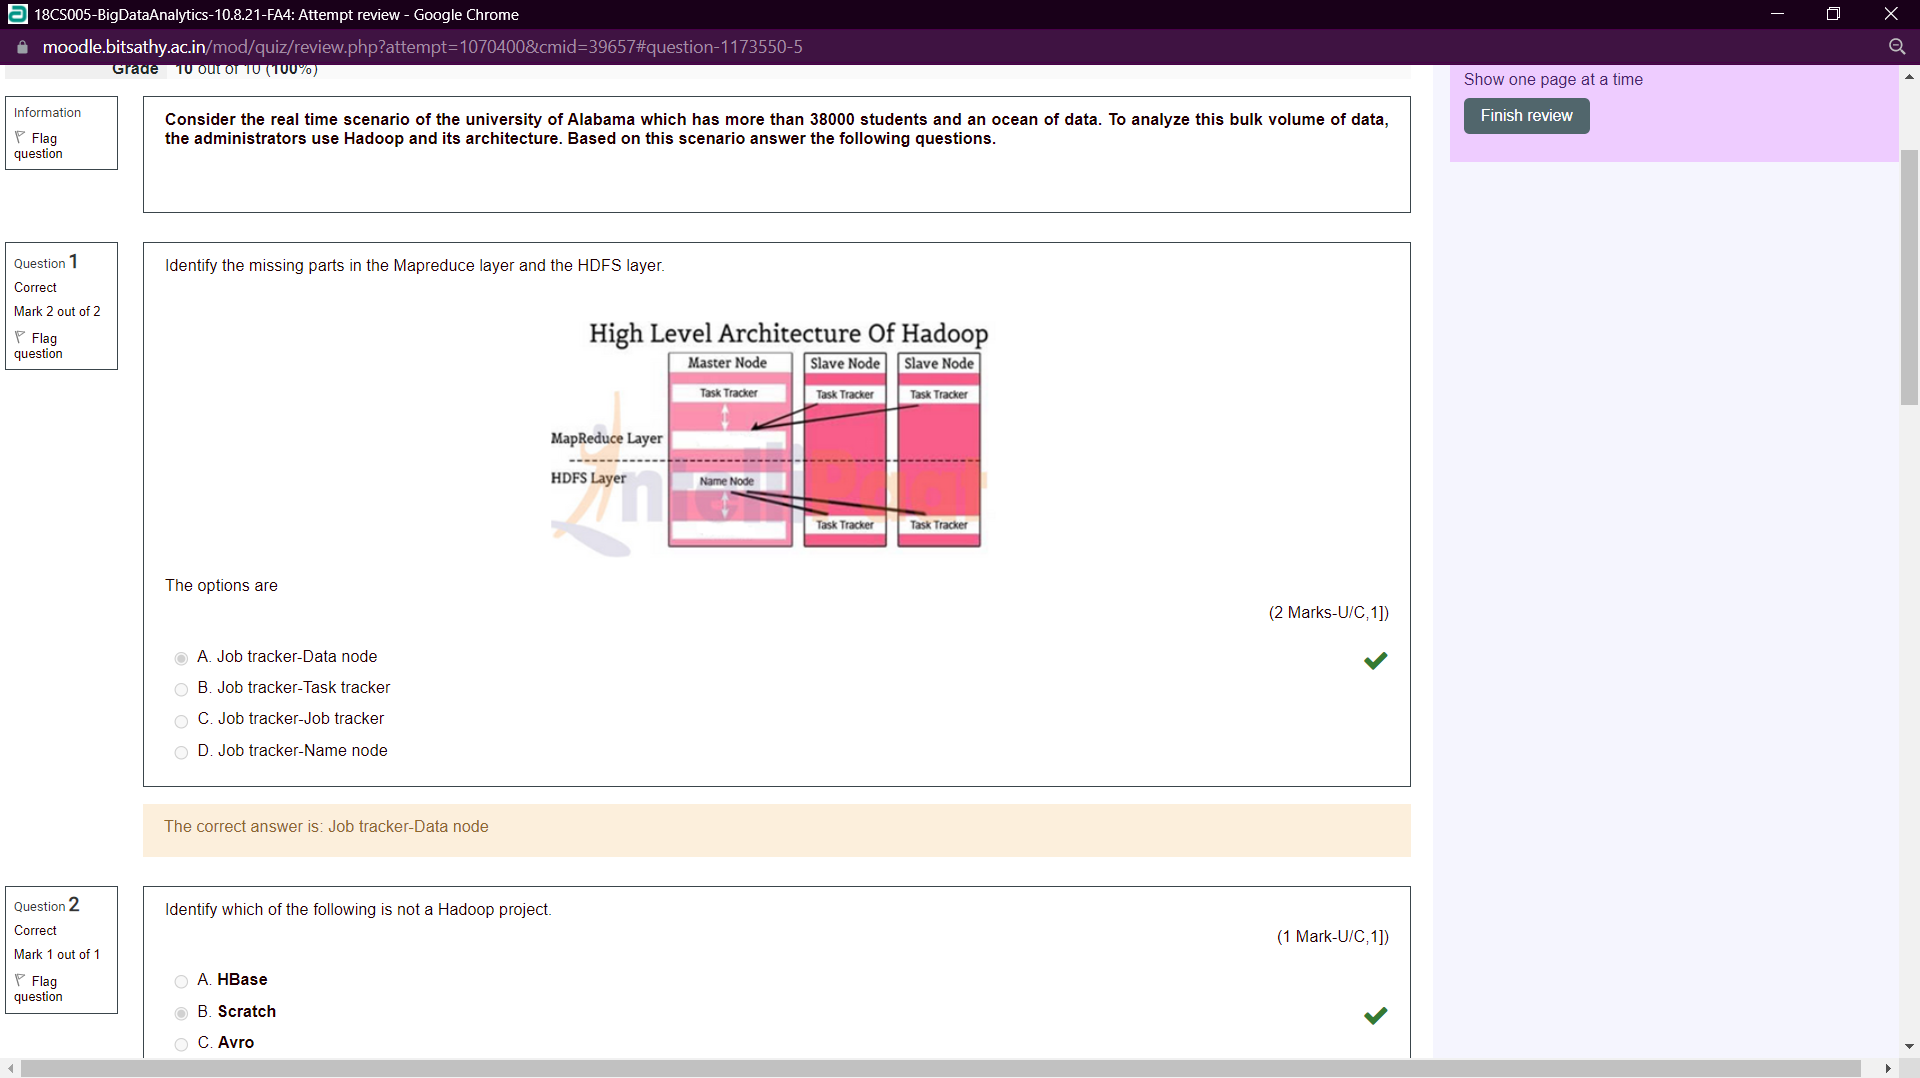 18CS005-BigDataAnalytics-10.8.21-FA4: Attempt review - Google Chrome
moodle.bitsathy.ac.in/mod/quiz/review.php?attempt=1070400&cmid=39657#question-1173550-5
Grade 10 out of 10 (100%)
Show one page at a time
Finish review
Information
Flag
question
Consider the real time scenario of the university of Alabama which has more than 38000 students and an ocean of data. To analyze this bulk volume of data,
the administrators use Hadoop and its architecture. Based on this scenario answer the following questions.
Question 1
Correct
Mark 2 out of 2
Flag
question
Identify the missing parts in the Mapreduce layer and the HDFS layer.
High Level Architecture Of Hadoop
Master Node
Slave Node
Slave Node
Task Tracker
Task Tracker
Task Tracker
MapReduce Layer
HDFS Layer
Name Node
Task Tracker
Task Tracker
IntelliPaat
The options are
(2 Marks-U/C,1])
A. Job tracker-Data node
B. Job tracker-Task tracker
C. Job tracker-Job tracker
D. Job tracker-Name node
The correct answer is: Job tracker-Data node
Question 2
Correct
Mark 1 out of 1
Flag
question
Identify which of the following is not a Hadoop project.
(1 Mark-U/C,1])
A. HBase
B. Scratch
C. Avro